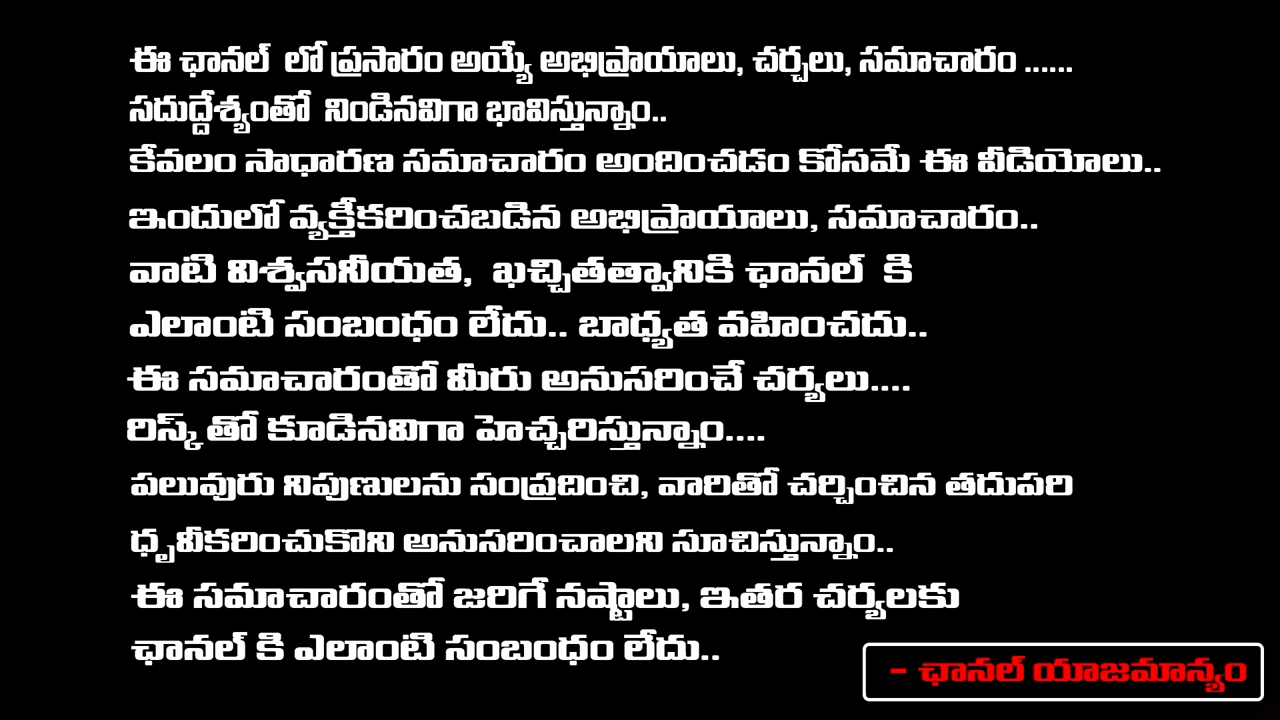 ఈ ఛానల్ లో ప్రసారం అయ్యే అభిప్రాయాలు, చర్చలు, సమాచారం ......
సదుద్దేశ్యంతో నిండినవిగా భావిస్తున్నాం..
కేవలం సాధారణ సమాచారం అందించడం కోసమే ఈ వీడియోలు..
ఇందులో వ్యక్తీకరించబడిన అభిప్రాయాలు, సమాచారం..
వాటి విశ్వసనీయత, ఖచ్చితత్వానికి ఛానల్ కి
ఎలాంటి సంబంధం లేదు.. బాధ్యత వహించదు..
ఈ సమాచారంతో మీరు అనుసరించే చర్యలు....
రిస్క్ తో కూడినవిగా హెచ్చరిస్తున్నాం....
పలువురు నిపుణులను సంప్రదించి, వారితో చర్చించిన తదుపరి
ధృవీకరించుకొని అనుసరించాలని సూచిస్తున్నాం..
ఈ సమాచారంతో జరిగే నష్టాలు, ఇతర చర్యలకు
ఛానల్ కి ఎలాంటి సంబంధం లేదు..
- ఛానల్ యాజమాన్యం